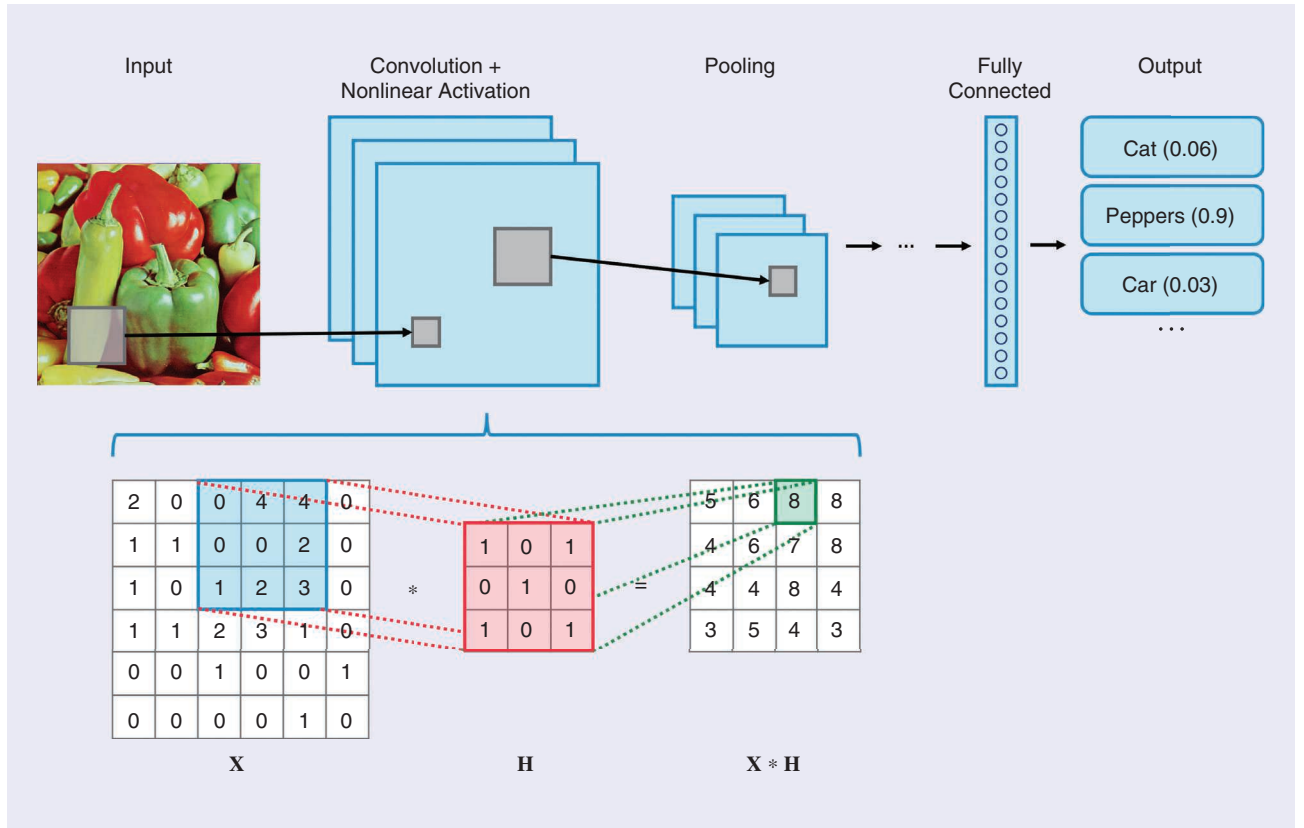 Input
Convolution +
Nonlinear Activation
Pooling
Fully
Connected
Output
Cat (0.06)
Peppers (0.9)
Car (0.03)
...
...
2 0 0 4 4 0
1 1 0 0 2 0
1 0 1 2 3 0
1 1 2 3 1 0
0 0 1 0 0 1
0 0 0 0 1 0
*
1 0 1
0 1 0
1 0 1
=
5 6 8 8
4 6 7 8
4 4 8 4
3 5 4 3
X
H
X * H